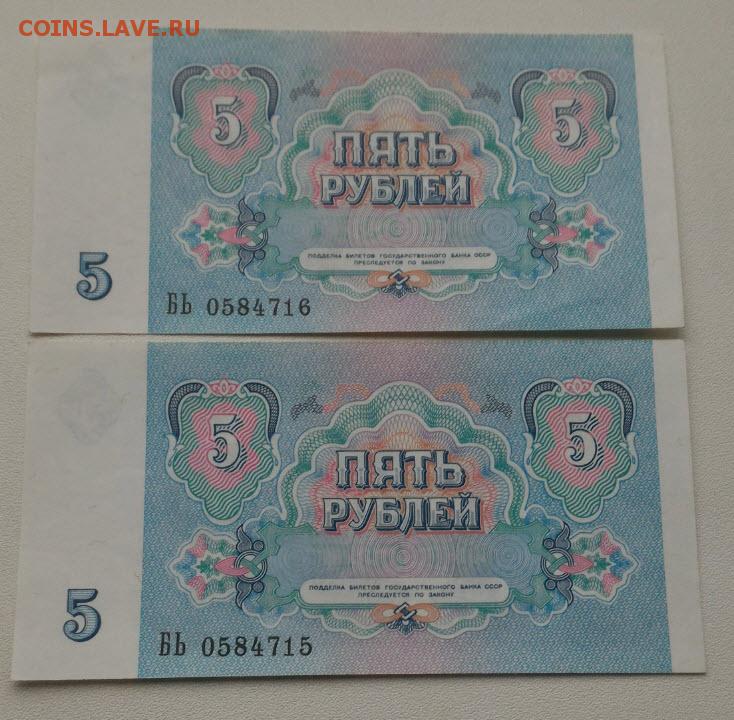 COINS.LAVE.RU
5 5
ПЯТЬ
РУБЛЕЙ
ПОДДЕЛКА БИЛЕТОВ ГОСУДАРСТВЕННОГО БАНКА СССР
ПРЕСЛЕДУЕТСЯ ПО ЗАКОНУ
5
БЬ 0584716
5 5
ПЯТЬ
РУБЛЕЙ
ПОДДЕЛКА БИЛЕТОВ ГОСУДАРСТВЕННОГО БАНКА СССР
ПРЕСЛЕДУЕТСЯ ПО ЗАКОНУ
5
БЬ 0584715